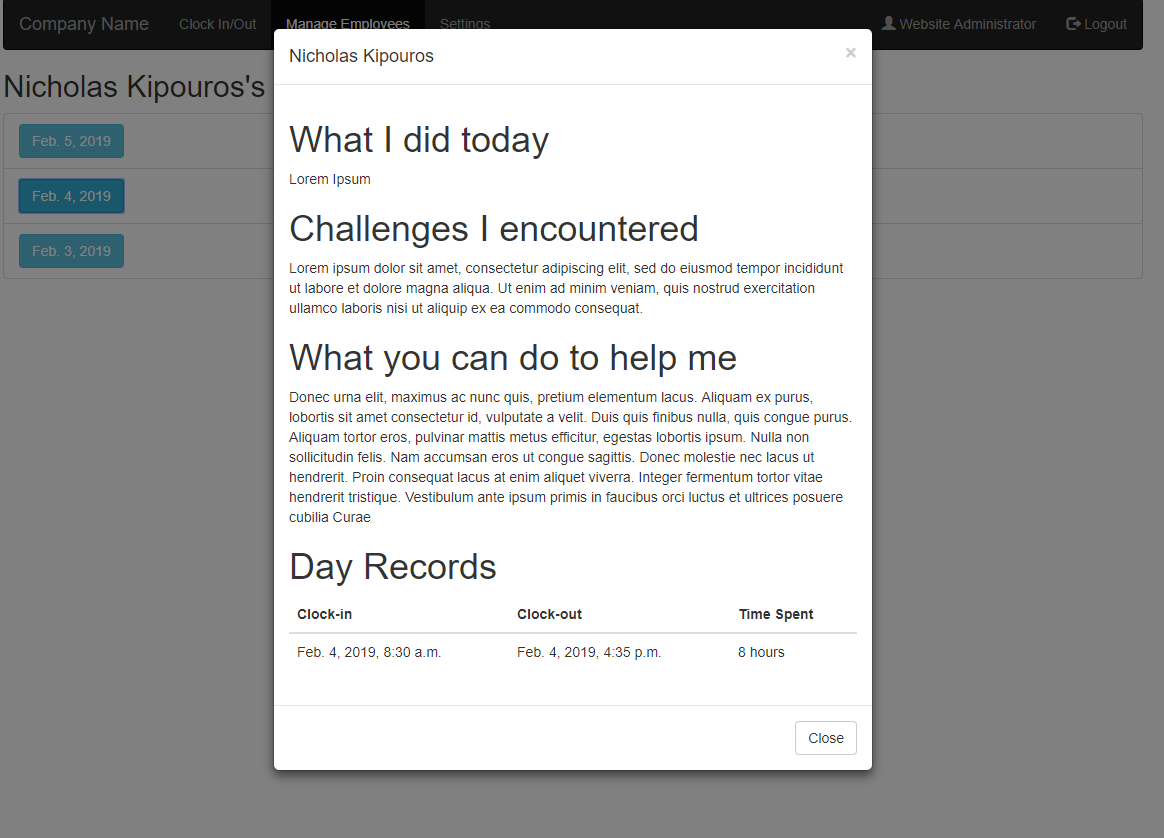 Company Name Clock In/Out Manage Employees Settings Website Administrator Logout
Nicholas Kipouros's
Feb. 5, 2019
Feb. 4, 2019
Feb. 3, 2019
Nicholas Kipouros ×
What I did today
Lorem Ipsum
Challenges I encountered
Lorem ipsum dolor sit amet, consectetur adipiscing elit, sed do eiusmod tempor incididunt
ut labore et dolore magna aliqua. Ut enim ad minim veniam, quis nostrud exercitation
ullamco laboris nisi ut aliquip ex ea commodo consequat.
What you can do to help me
Donec urna elit, maximus ac nunc quis, pretium elementum lacus. Aliquam ex purus,
lobortis sit amet consectetur id, vulputate a velit. Duis quis finibus nulla, quis congue purus.
Aliquam tortor eros, pulvinar mattis metus efficitur, egestas lobortis ipsum. Nulla non
sollicitudin felis. Nam accumsan eros ut congue sagittis. Donec molestie nec lacus ut
hendrerit. Proin consequat lacus at enim aliquet viverra. Integer fermentum tortor vitae
hendrerit tristique. Vestibulum ante ipsum primis in faucibus orci luctus et ultrices posuere
cubilia Curae
Day Records
Clock-in Clock-out Time Spent
Feb. 4, 2019, 8:30 a.m. Feb. 4, 2019, 4:35 p.m. 8 hours
Close